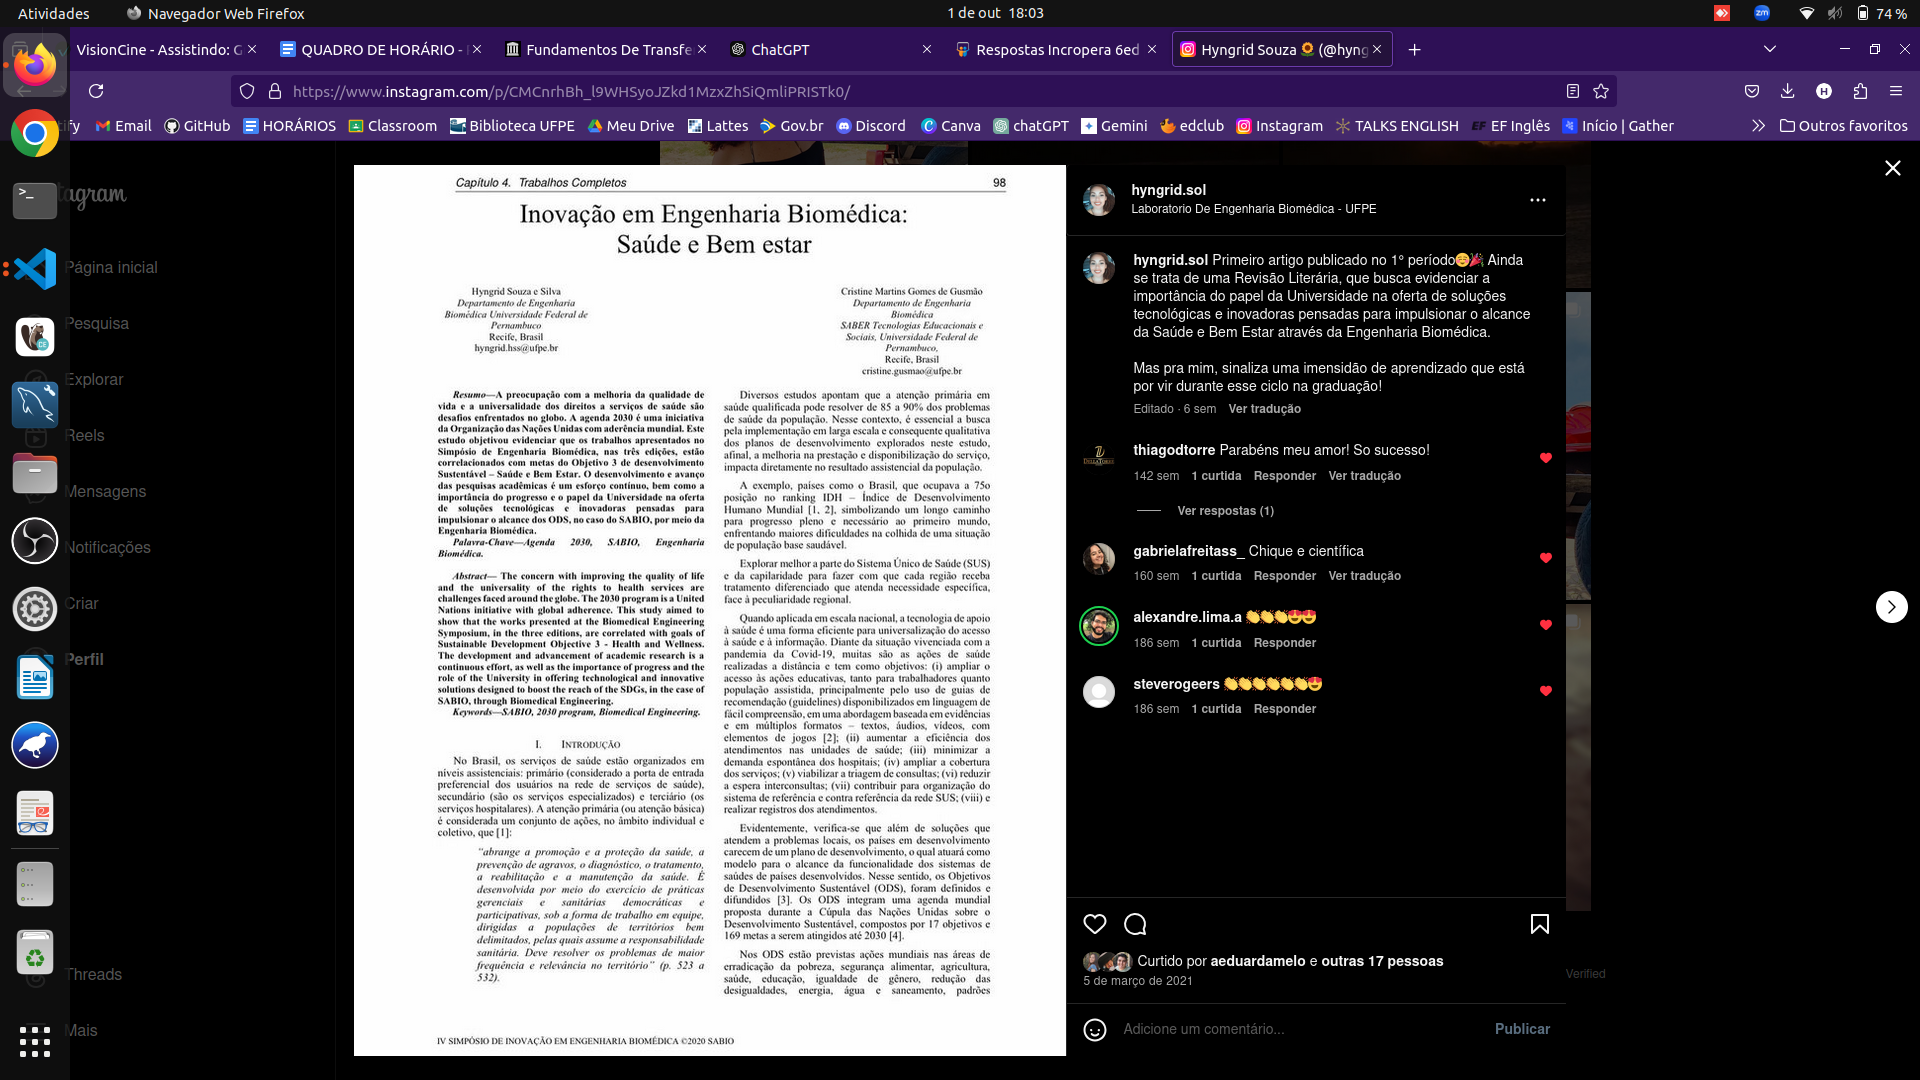 Atividades
Navegador Web Firefox
1 de out  18:03
74 %
VisionCine - Assistindo: G
QUADRO DE HORÁRIO -
Fundamentos De Transfe
ChatGPT
Respostas Incropera 6ed
Hyngrid Souza 🌻 (@hyng
https://www.instagram.com/p/CMCnrhBh_l9WHSyoJZkd1MzxZhSiQmliPRISTk0/
Email
GitHub
HORÁRIOS
Classroom
Biblioteca UFPE
Meu Drive
Lattes
Gov.br
Discord
Canva
chatGPT
Gemini
edclub
Instagram
TALKS ENGLISH
EF Inglês
Início | Gather
Outros favoritos
Página inicial
Pesquisa
Explorar
Reels
Mensagens
Notificações
Criar
Perfil
Threads
Mais
Capítulo 4. Trabalhos Completos 98
Inovação em Engenharia Biomédica:
Saúde e Bem estar
Hyngrid Souza e Silva
Departamento de Engenharia
Biomédica Universidade Federal de
Pernambuco
Recife, Brasil
hyngrid.hss@ufpe.br
Cristine Martins Gomes de Gusmão
Departamento de Engenharia
Biomédica
SABER Tecnologias Educacionais e
Sociais, Universidade Federal de
Pernambuco,
Recife, Brasil
cristine.gusmao@ufpe.br
Resumo—A preocupação com a melhoria da qualidade de
vida e a universalidade dos direitos a serviços de saúde são
desafios enfrentados no globo. A agenda 2030 é uma iniciativa
da Organização das Nações Unidas com aderência mundial. Este
estudo objetivou evidenciar que os trabalhos apresentados no
Simpósio de Engenharia Biomédica, nas três edições, estão
correlacionados com metas do Objetivo 3 de desenvolvimento
Sustentável – Saúde e Bem Estar. O desenvolvimento e avanço
das pesquisas acadêmicas é um esforço contínuo, bem como a
importância do progresso e o papel da Universidade na oferta
de soluções tecnológicas e inovadoras pensadas para
impulsionar o alcance dos ODS, no caso do SABIO, por meio da
Engenharia Biomédica.
Palavra-Chave—Agenda 2030, SABIO, Engenharia
Biomédica.
Abstract— The concern with improving the quality of life
and the universality of the rights to health services are
challenges faced around the globe. The 2030 program is a United
Nations initiative with global adherence. This study aimed to
show that the works presented at the Biomedical Engineering
Symposium, in the three editions, are correlated with goals of
Sustainable Development Objective 3 - Health and Wellness.
The development and advancement of academic research is a
continuous effort, as well as the importance of progress and the
role of the University in offering technological and innovative
solutions designed to boost the reach of the SDGs, in the case of
SABIO, through Biomedical Engineering.
Keywords—SABIO, 2030 program, Biomedical Engineering.
I. INTRODUÇÃO
No Brasil, os serviços de saúde estão organizados em
níveis assistenciais: primário (considerado a porta de entrada
preferencial dos usuários na rede de serviços de saúde),
secundário (são os serviços especializados) e terciário (os
serviços hospitalares). A atenção primária (ou atenção básica)
é considerada um conjunto de ações, no âmbito individual e
coletivo, que [1]:
“abrange a promoção e a proteção da saúde, a
prevenção de agravos, o diagnóstico, o tratamento,
a reabilitação e a manutenção da saúde. É
desenvolvida por meio do exercício de práticas
gerenciais e sanitárias democráticas e
participativas, sob a forma de trabalho em equipe,
dirigidas a populações de territórios bem
delimitados, pelas quais assume a responsabilidade
sanitária. Deve resolver os problemas de maior
frequência e relevância no território” (p. 523 a
532).
Diversos estudos apontam que a atenção primária em
saúde qualificada pode resolver de 85 a 90% dos problemas
de saúde da população. Nesse contexto, é essencial a busca
pela implementação em larga escala e consequente qualitativa
dos planos de desenvolvimento explorados neste estudo,
afinal, a melhoria na prestação e disponibilização do serviço,
impacta diretamente no resultado assistencial da população.
A exemplo, países como o Brasil, que ocupava a 75o
posição no ranking IDH – Índice de Desenvolvimento
Humano Mundial [1, 2], simbolizando um longo caminho
para progresso pleno e necessário ao primeiro mundo,
enfrentando maiores dificuldades na colhida de uma situação
de população base saudável.
Explorar melhor a parte do Sistema Único de Saúde (SUS)
e da capilaridade para fazer com que cada região receba
tratamento diferenciado que atenda necessidade específica,
face à peculiaridade regional.
Quando aplicada em escala nacional, a tecnologia de apoio
à saúde é uma forma eficiente para universalização do acesso
à saúde e à informação. Diante da situação vivenciada com a
pandemia da Covid-19, muitas são as ações de saúde
realizadas a distância e tem como objetivos: (i) ampliar o
acesso às ações educativas, tanto para trabalhadores quanto
população assistida, principalmente pelo uso de guias de
recomendação (guidelines) disponibilizados em linguagem de
fácil compreensão, em uma abordagem baseada em evidências
e em múltiplos formatos – textos, áudios, vídeos, com
elementos de jogos [2]; (ii) aumentar a eficiência dos
atendimentos nas unidades de saúde; (iii) minimizar a
demanda espontânea dos hospitais; (iv) ampliar a cobertura
dos serviços; (v) viabilizar a triagem de consultas; (vi) reduzir
a espera interconsultas; (vii) contribuir para organização do
sistema de referência e contra referência da rede SUS; (viii) e
realizar registros dos atendimentos.
Evidentemente, verifica-se que além de soluções que
atendem a problemas locais, os países em desenvolvimento
carecem de um plano de desenvolvimento, o qual atuará como
modelo para o alcance da funcionalidade dos sistemas de
saúdes de países desenvolvidos. Nesse sentido, os Objetivos
de Desenvolvimento Sustentável (ODS), foram definidos e
difundidos [3]. Os ODS integram uma agenda mundial
proposta durante a Cúpula das Nações Unidas sobre o
Desenvolvimento Sustentável, compostos por 17 objetivos e
169 metas a serem atingidos até 2030 [4].
Nos ODS estão previstas ações mundiais nas áreas de
erradicação da pobreza, segurança alimentar, agricultura,
saúde, educação, igualdade de gênero, redução das
desigualdades, energia, água e saneamento, padrões
IV SIMPÓSIO DE INOVAÇÃO EM ENGENHARIA BIOMÉDICA ©2020 SABIO
hyngrid.sol
Laboratorio De Engenharia Biomédica - UFPE
hyngrid.sol Primeiro artigo publicado no 1° período☺️🎉 Ainda
se trata de uma Revisão Literária, que busca evidenciar a
importância do papel da Universidade na oferta de soluções
tecnológicas e inovadoras pensadas para impulsionar o alcance
da Saúde e Bem Estar através da Engenharia Biomédica.
Mas pra mim, sinaliza uma imensidão de aprendizado que está
por vir durante esse ciclo na graduação!
Editado · 6 sem Ver tradução
thiagodtorre Parabéns meu amor! So sucesso!
142 sem 1 curtida Responder Ver tradução
Ver respostas (1)
gabrielafreitass_ Chique e científica
160 sem 1 curtida Responder Ver tradução
alexandre.lima.a 👏👏👏😍😍
186 sem 1 curtida Responder
steverogeers 👏👏👏👏👏👏😍
186 sem 1 curtida Responder
Curtido por aeduardamelo e outras 17 pessoas
5 de março de 2021
Adicione um comentário...
Publicar
Verified